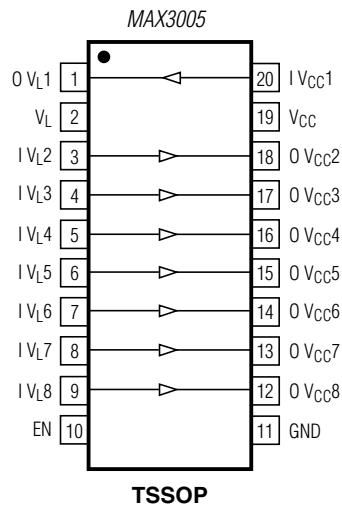 MAX3005
O VL1 1 20 I VCC1
VL 2 19 VCC
I VL2 3 18 O VCC2
I VL3 4 17 O VCC3
I VL4 5 16 O VCC4
I VL5 6 15 O VCC5
I VL6 7 14 O VCC6
I VL7 8 13 O VCC7
I VL8 9 12 O VCC8
EN 10 11 GND
TSSOP